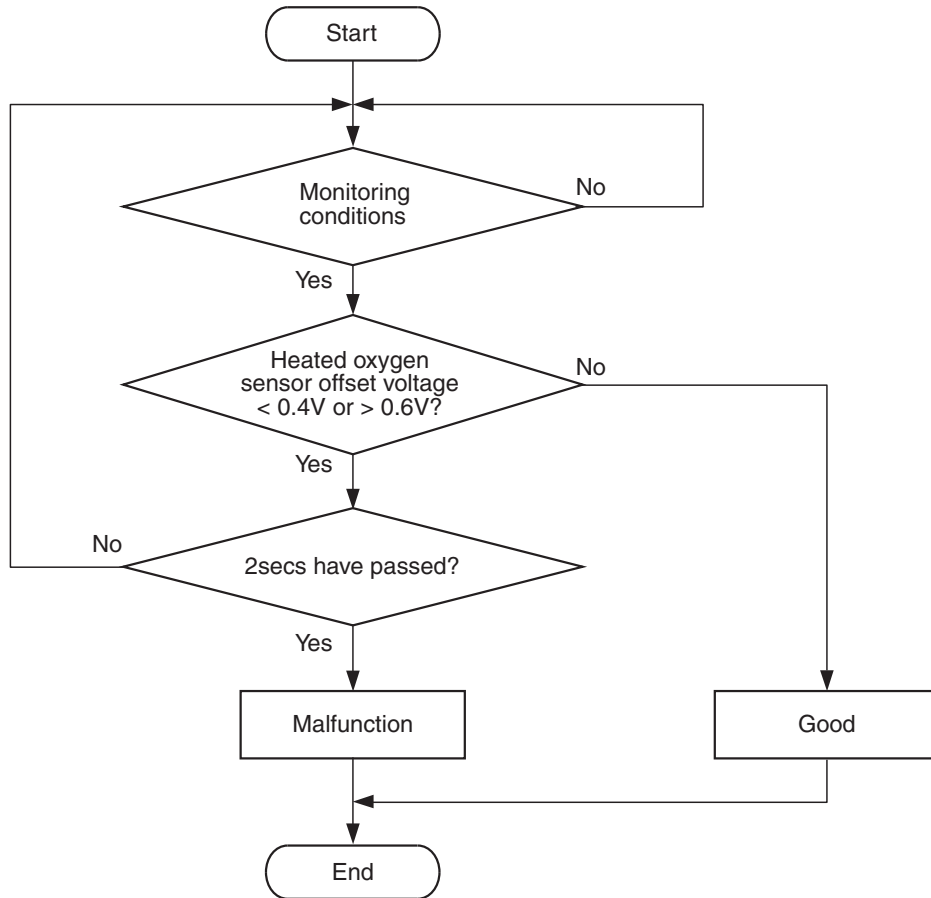 Start
Monitoring
conditions
No
Yes
Heated oxygen
sensor offset voltage
< 0.4V or > 0.6V?
No
Yes
2secs have passed?
No
Yes
Malfunction
Good
End